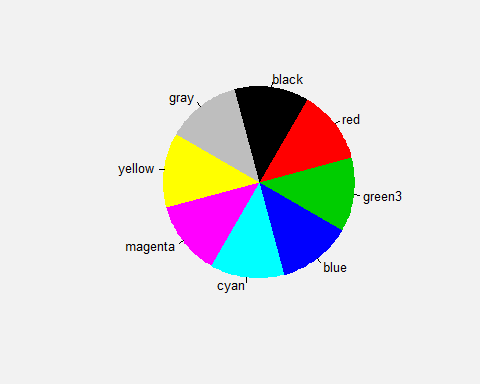 black
gray
red
yellow
green3
magenta
blue
cyan